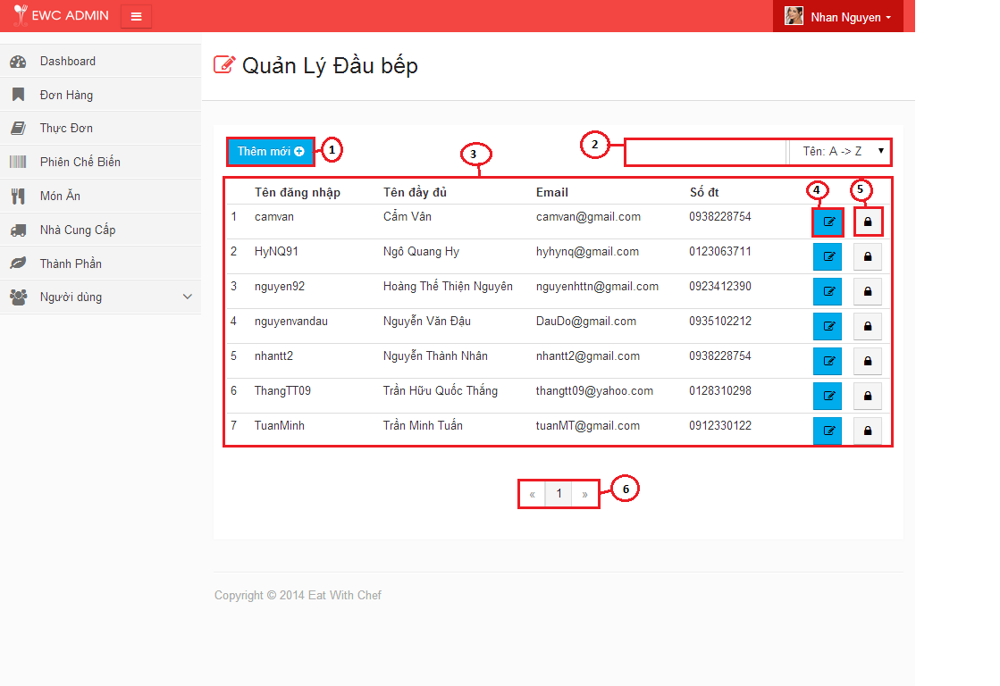 EWC ADMIN
Nhan Nguyen
Dashboard
Đơn Hàng
Thực Đơn
Phiên Chế Biến
Món Ăn
Nhà Cung Cấp
Thành Phần
Người dùng
Quản Lý Đầu bếp
Thêm mới 1 2 Tên: A -> Z
3
Tên đăng nhập Tên đầy đủ Email Số đt 4 5
1 camvan Cẩm Vân camvan@gmail.com 0938228754
2 HyNQ91 Ngô Quang Hy hyhynq@gmail.com 0123063711
3 nguyen92 Hoàng Thế Thiện Nguyên nguyenhttn@gmail.com 0923412390
4 nguyenvandau Nguyễn Văn Đậu DauDo@gmail.com 0935102212
5 nhantt2 Nguyễn Thành Nhân nhantt2@gmail.com 0938228754
6 ThangTT09 Trần Hữu Quốc Thắng thangtt09@yahoo.com 0128310298
7 TuanMinh Trần Minh Tuấn tuanMT@gmail.com 0912330122
« 1 » 6
Copyright © 2014 Eat With Chef